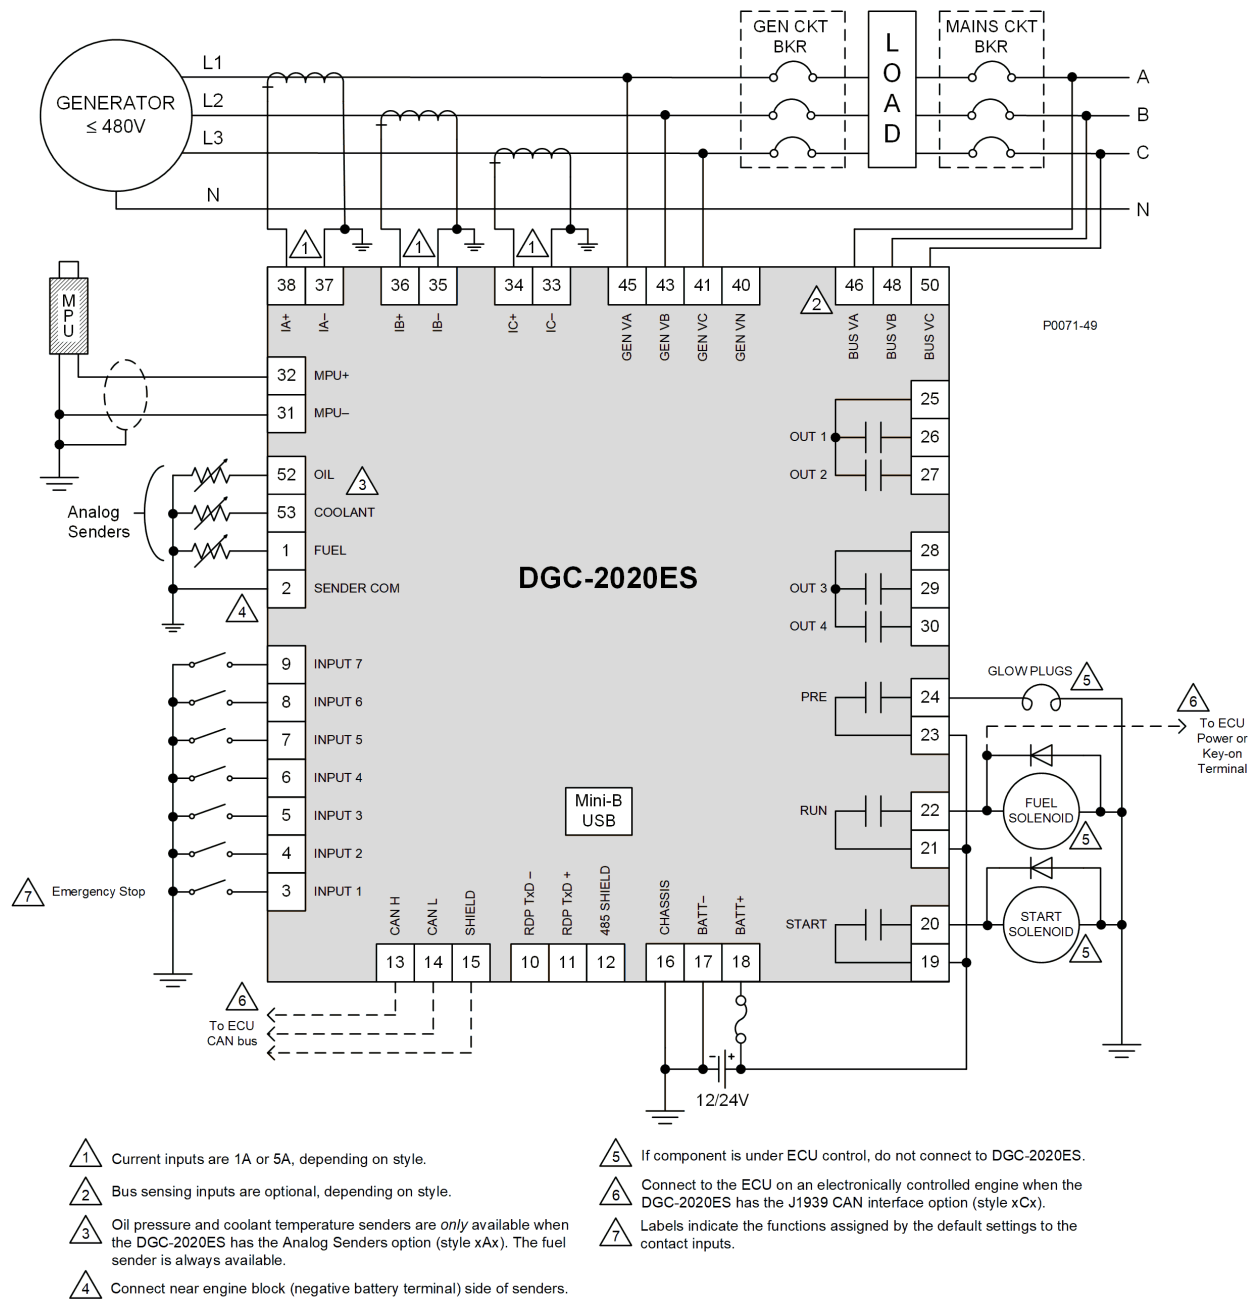 GEN CKT
BKR
MAINS CKT
BKR
L
O
A
D
L1
L2
L3
N
GENERATOR
≤ 480V
A
B
C
N
1
1
1
38
37
36
35
34
33
45
43
41
40
2
46
48
50
IA+
IA–
IB+
IB–
IC+
IC–
GEN VA
GEN VB
GEN VC
GEN VN
BUS VA
BUS VB
BUS VC
P0071-49
M
P
U
32 MPU+
31 MPU–
52 OIL
3
53 COOLANT
1 FUEL
2 SENDER COM
4
Analog
Senders
DGC-2020ES
25
OUT 1 26
OUT 2 27
28
OUT 3 29
OUT 4 30
9 INPUT 7
8 INPUT 6
7 INPUT 5
6 INPUT 4
5 INPUT 3
4 INPUT 2
3 INPUT 1
7 Emergency Stop
PRE 24
23
GLOW PLUGS 5
6
To ECU
Power or
Key-on
Terminal
RUN 22
21
FUEL
SOLENOID
5
START 20
19
START
SOLENOID
5
Mini-B
USB
CAN H
CAN L
SHIELD
RDP TxD –
RDP TxD +
485 SHIELD
CHASSIS
BATT–
BATT+
13
14
15
10
11
12
16
17
18
6
To ECU
CAN bus
- +
12/24V
1 Current inputs are 1A or 5A, depending on style.
2 Bus sensing inputs are optional, depending on style.
3 Oil pressure and coolant temperature senders are only available when
the DGC-2020ES has the Analog Senders option (style xAx). The fuel
sender is always available.
4 Connect near engine block (negative battery terminal) side of senders.
5 If component is under ECU control, do not connect to DGC-2020ES.
6 Connect to the ECU on an electronically controlled engine when the
DGC-2020ES has the J1939 CAN interface option (style xCx).
7 Labels indicate the functions assigned by the default settings to the
contact inputs.